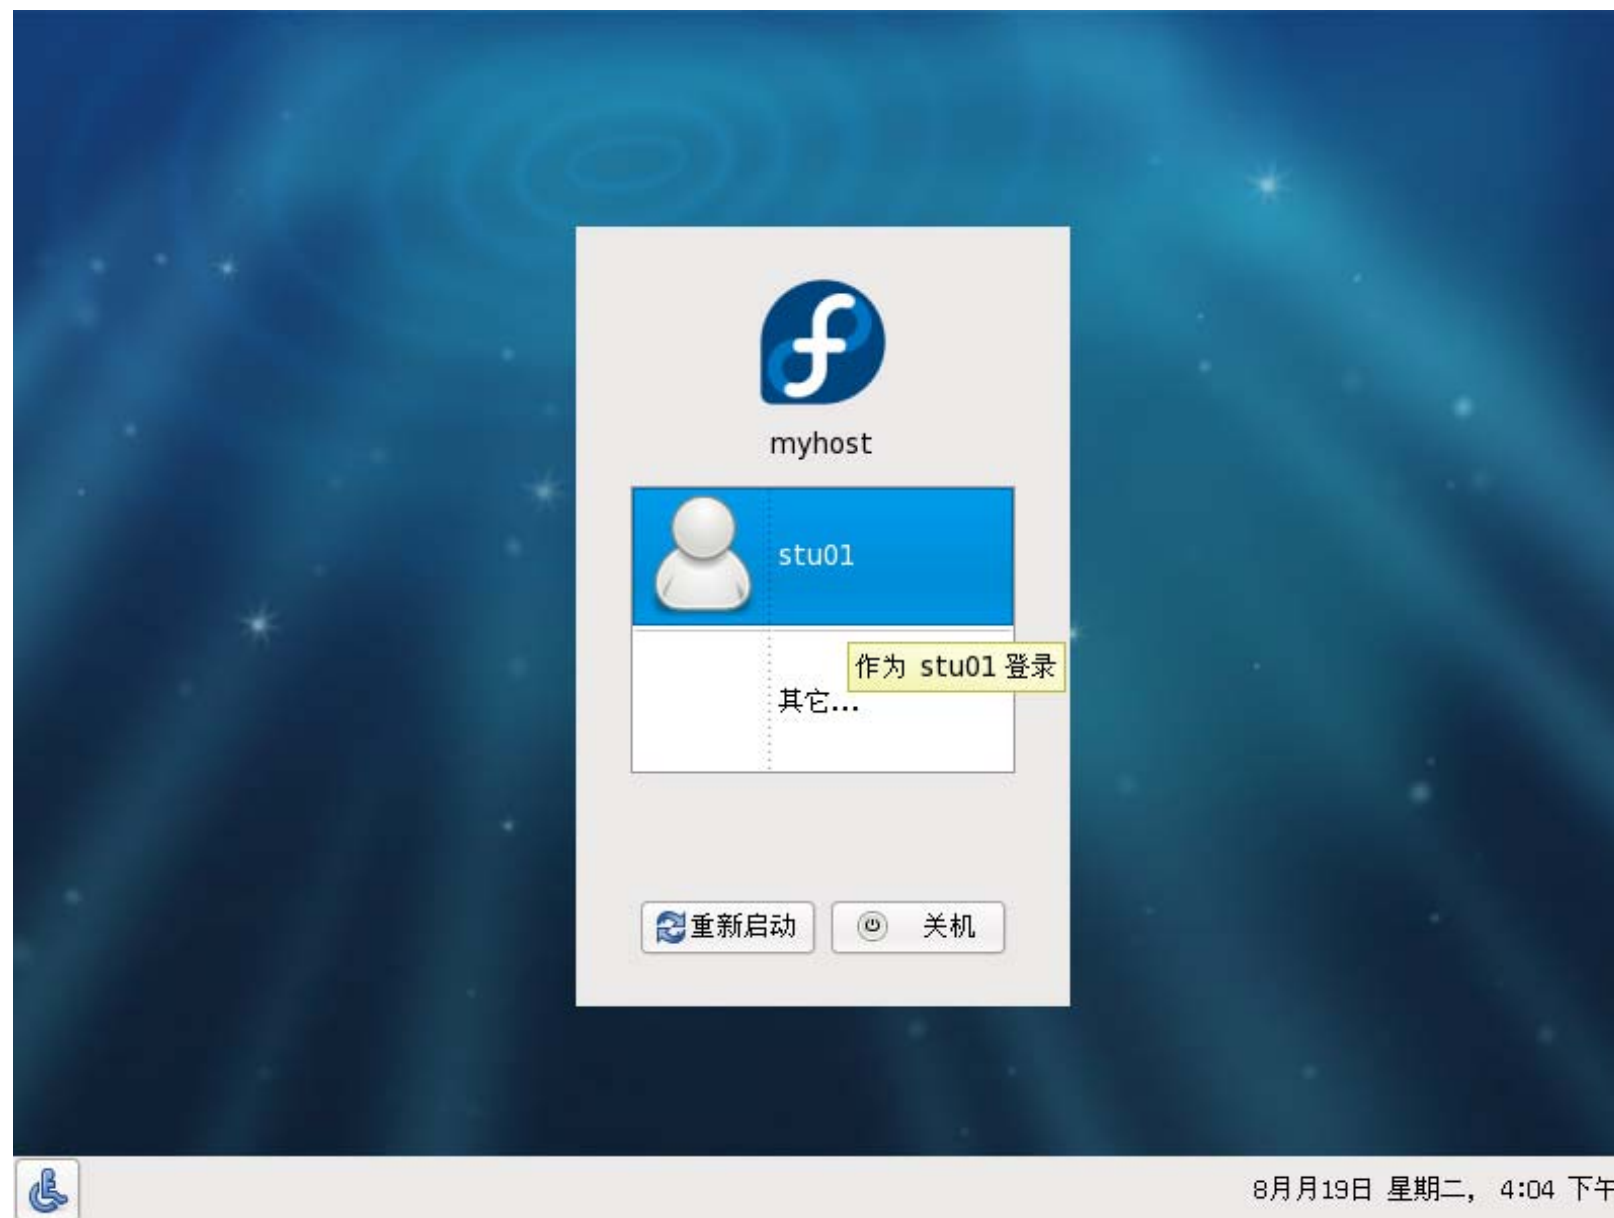 myhost
stu01
作为 stu01 登录
其它...
重新启动
关机
8月月19日 星期二, 4:04 下午